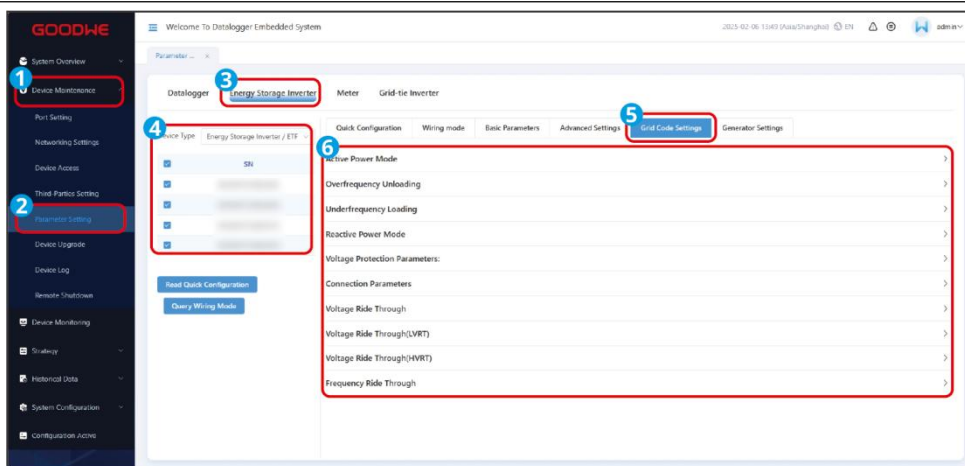 GOODWE
Welcome To Datalogger Embedded System
2025-02-06 15:49 (Asia/Shanghai) EN admin
System Overview
Parameter ... ×
1
Device Maintenance
3
Datalogger Energy Storage Inverter Meter Grid-tie Inverter
Port Setting
4
5
Device Type Energy Storage Inverter / ETF
Quick Configuration Wiring mode Basic Parameters Advanced Settings Grid Code Settings Generator Settings
Networking Settings
6
SN
Active Power Mode
Device Access
Overfrequency Unloading
Third-Parties Setting
2
Underfrequency Loading
Parameter Setting
Reactive Power Mode
Device Upgrade
Voltage Protection Parameters:
Device Log
Read Quick Configuration
Connection Parameters
Remote Shutdown
Query Wiring Mode
Voltage Ride Through
Device Monitoring
Voltage Ride Through(LVRT)
Strategy
Voltage Ride Through(HVRT)
Historical Data
Frequency Ride Through
System Configuration
Configuration Active